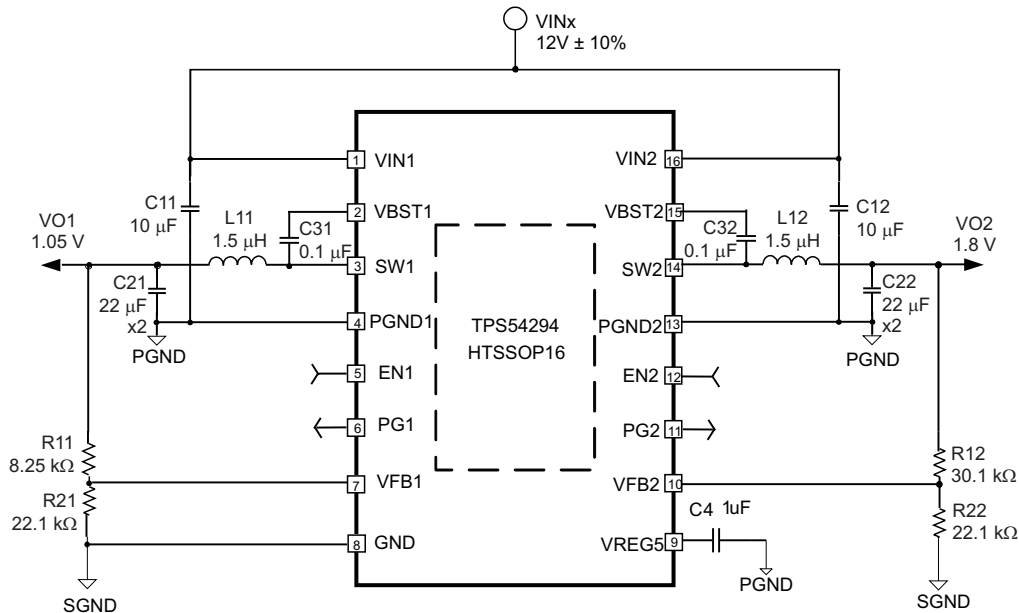 VINx
12V ± 10%
VIN1
VIN2
1
16
C11
10 μF
VBST1
VBST2
2
15
C12
10 μF
VO1
1.05 V
L11
1.5 μH
C31
0.1 μF
C32
0.1 μF
L12
1.5 μH
VO2
1.8 V
SW1
SW2
3
14
C21
22 μF
x2
C22
22 μF
x2
PGND1
PGND2
4
13
PGND
PGND
TPS54294
HTSSOP16
EN1
EN2
5
12
PG1
PG2
6
11
R11
8.25 kΩ
R12
30.1 kΩ
VFB1
VFB2
7
10
R21
22.1 kΩ
R22
22.1 kΩ
C4 1uF
GND
VREG5
8
9
PGND
SGND
SGND